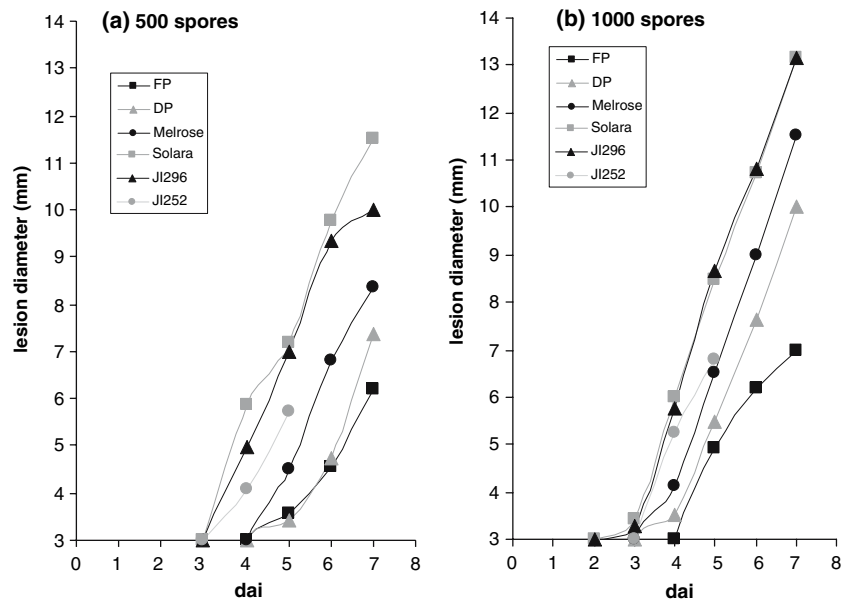 (a) 500 spores
14
13
12
11
10
9
8
7
6
5
4
3
lesion diameter (mm)
FP
DP
Melrose
Solara
JI296
JI252
0 1 2 3 4 5 6 7 8
dai
(b) 1000 spores
14
13
12
11
10
9
8
7
6
5
4
3
lesion diameter (mm)
FP
DP
Melrose
Solara
JI296
JI252
0 1 2 3 4 5 6 7 8
dai